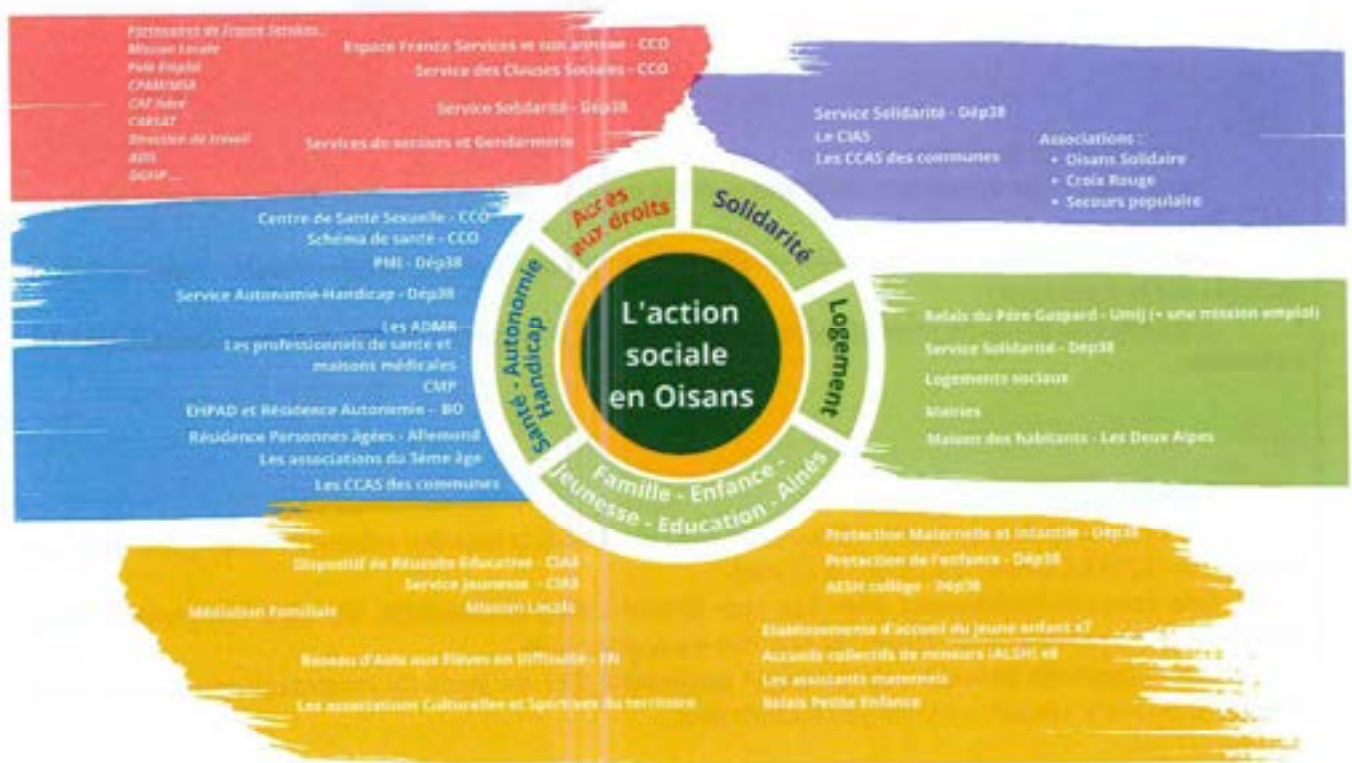 Partenaires de France Services :
Mission Locale
Pole Emploi
CPAM/MSA
CAF Isère
CARSAT
Direction du travail
ADIL
DGFIP...
Espace France Services et son annexe - CCO
Service des Clauses Sociales - CCO
Service Solidarité - Dép38
Services de secours et Gendarmerie
Service Solidarité - Dép38
Le CIAS
Les CCAS des communes
Associations :
• Oisans Solidaire
• Croix Rouge
• Secours populaire
Centre de Santé Sexuelle - CCO
Schéma de santé - CCO
PMI - Dép38
Service Autonomie-Handicap - Dép38
Les ADMR
Les professionnels de santé et
maisons médicales
CMP
EHPAD et Résidence Autonomie - BO
Résidence Personnes âgées - Allemond
Les associations du 3ème âge
Les CCAS des communes
Accès
aux droits
Solidarité
Logement
Santé - Autonomie
Handicap
Famille - Enfance -
Jeunesse - Education - Ainés
L'action
sociale
en Oisans
Relais du Père Gaspard - Umij (+ une mission emploi)
Service Solidarité - Dép38
Logements sociaux
Mairies
Maison des habitants - Les Deux Alpes
Dispositif de Réussite Educative - CIAS
Service Jeunesse - CIAS
Médiation Familiale
Mission Locale
Réseau d'Aide aux Elèves en Difficulté - EN
Les associations Culturelles et Sportives du territoire
Protection Maternelle et Infantile - Dép38
Protection de l'enfance - Dép38
AESH collège - Dép38
Etablissements d'accueil du jeune enfant x7
Accueils collectifs de mineurs (ALSH) x8
Les assistants maternels
Relais Petite Enfance